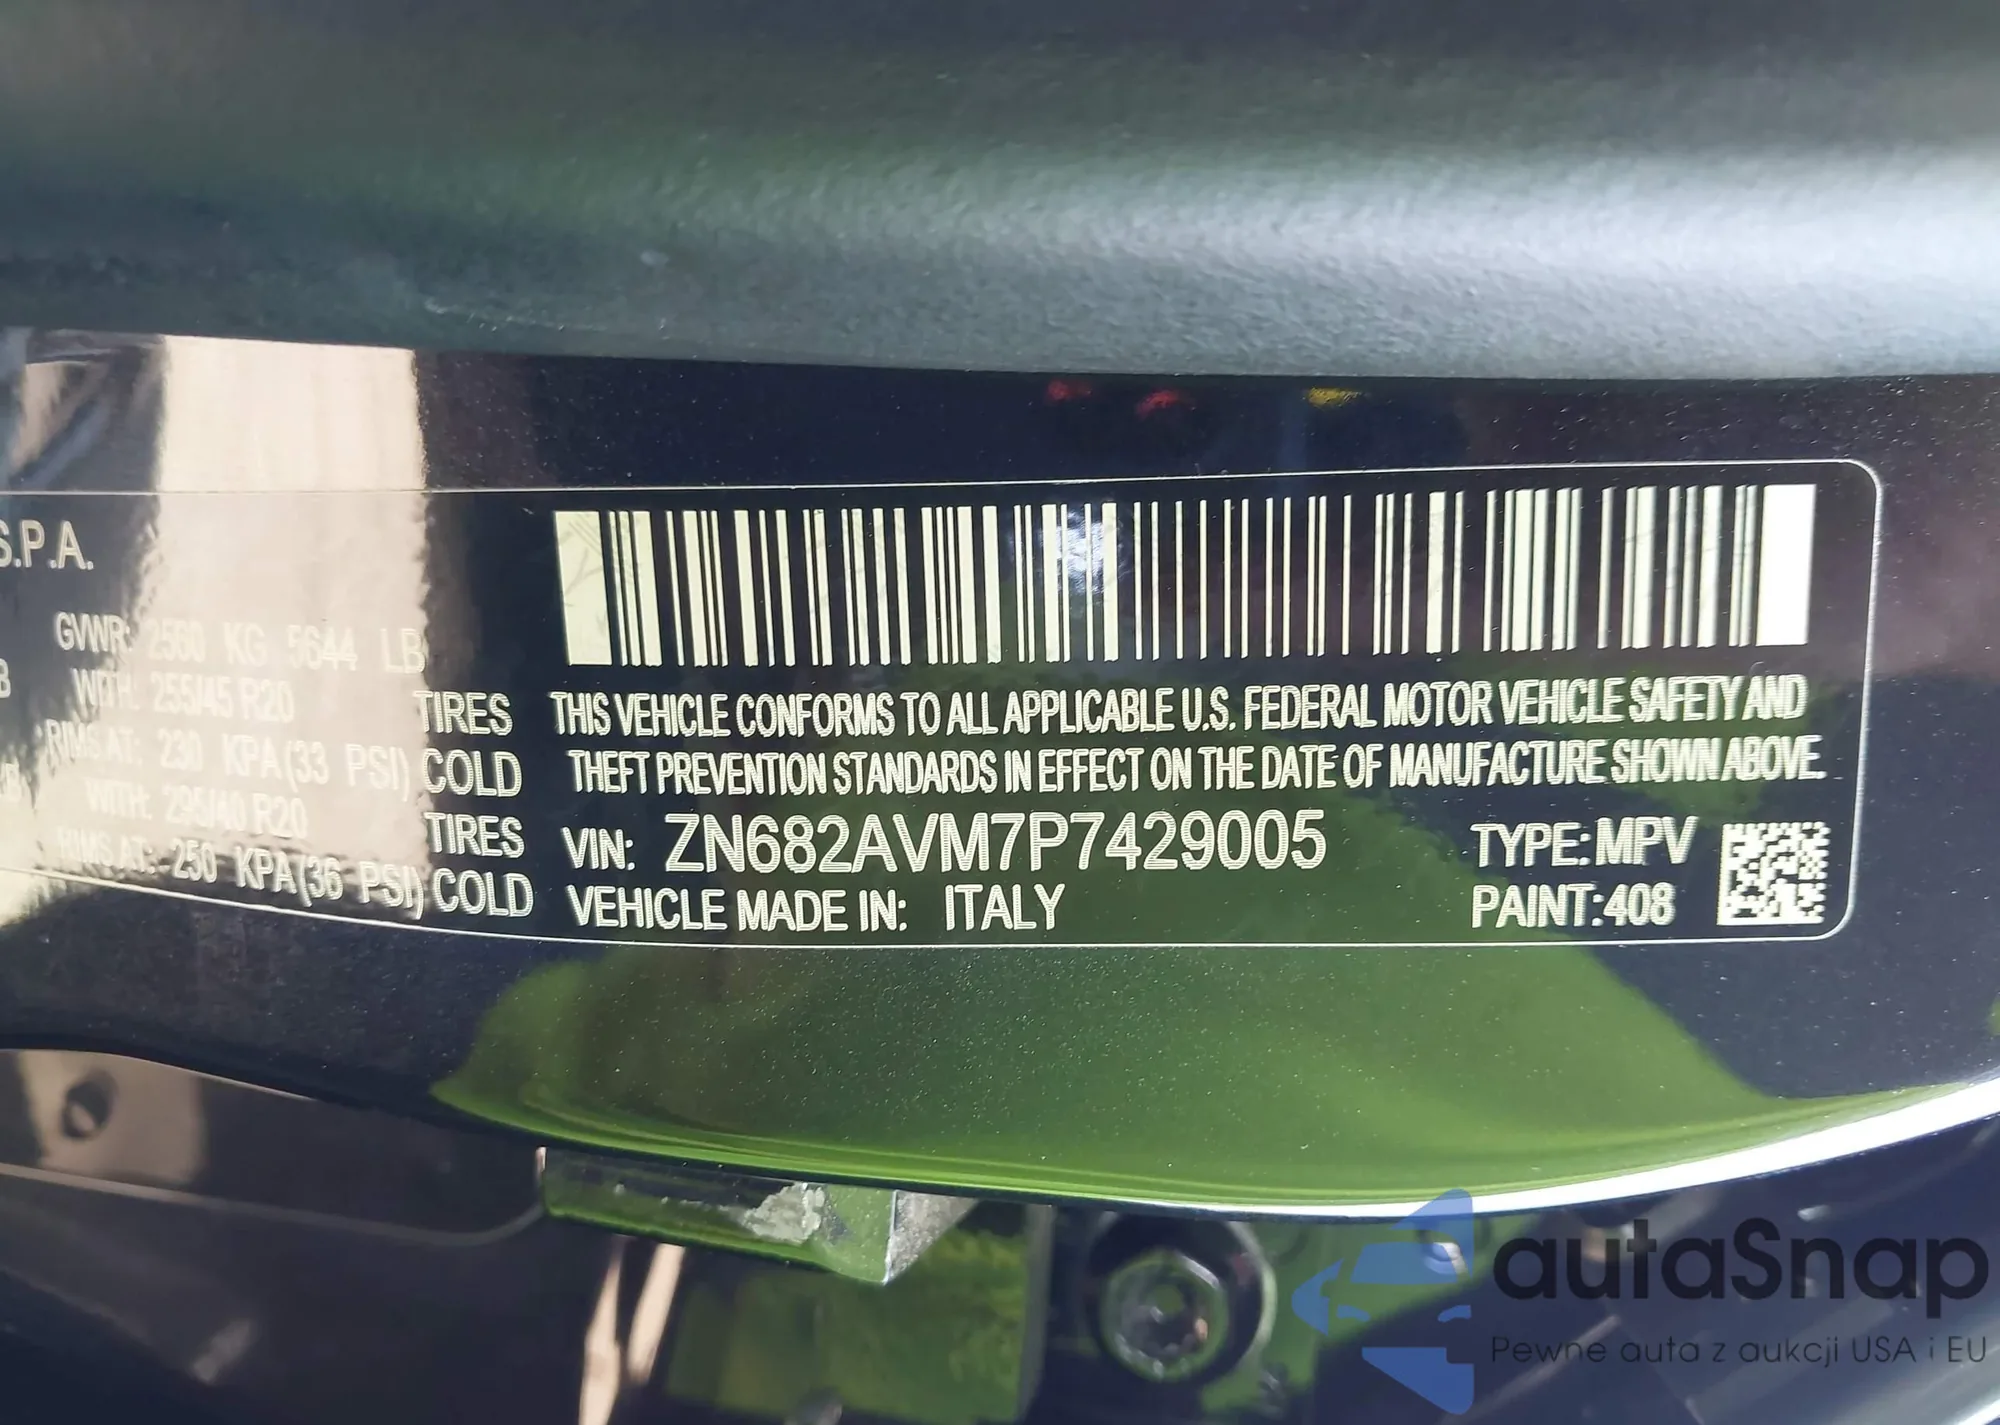 S.P.A.
GVWR: 2560 KG 5644 LB
B WITH: 255/45 R20 TIRES
RIMS AT: 230 KPA(33 PSI) COLD
WITH: 295/40 R20 TIRES
RIMS AT: 250 KPA(36 PSI) COLD
THIS VEHICLE CONFORMS TO ALL APPLICABLE U.S. FEDERAL MOTOR VEHICLE SAFETY AND
THEFT PREVENTION STANDARDS IN EFFECT ON THE DATE OF MANUFACTURE SHOWN ABOVE.
VIN: ZN682AVM7P7429005 TYPE: MPV
VEHICLE MADE IN: ITALY PAINT:408
autaSnap
Pewne auta z aukcji USA i EU